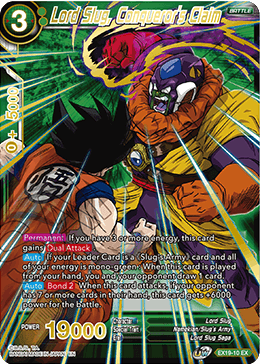 3
Lord Slug, Conqueror's Claim
BATTLE
0 + 5000
Permanent If you have 3 or more energy, this card
gains Dual Attack
Auto If your Leader Card is a ‹Slug's Army› card and all
of your energy is mono-green: When this card is played
from your hand, you and your opponent draw 1 card.
Auto Bond 2 When this card attacks, if your opponent
has 7 or more cards in their hand, this card gets +6000
power for the battle.
POWER 19000
Character Lord Slug
Special Trait Namekian/Slug's Army
Era Lord Slug Saga
EX19-10 EX